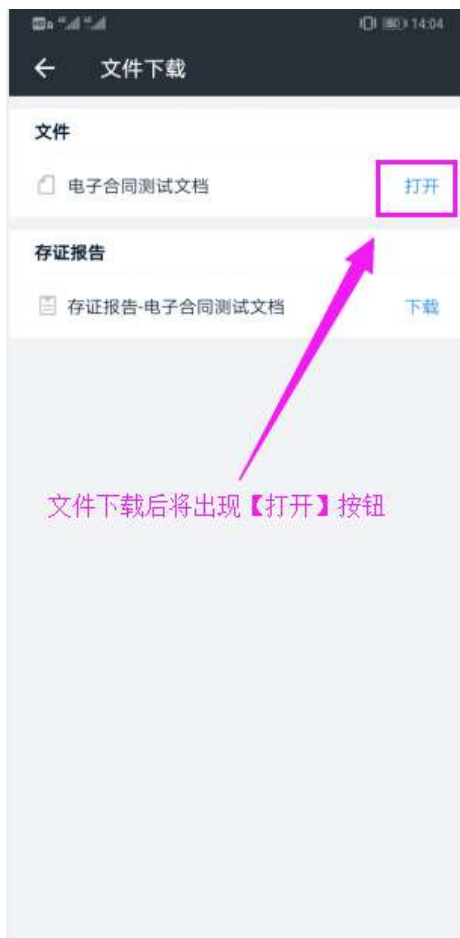 14:04
文件下载
文件
电子合同测试文档
打开
存证报告
存证报告-电子合同测试文档
下载
文件下载后将出现【打开】按钮